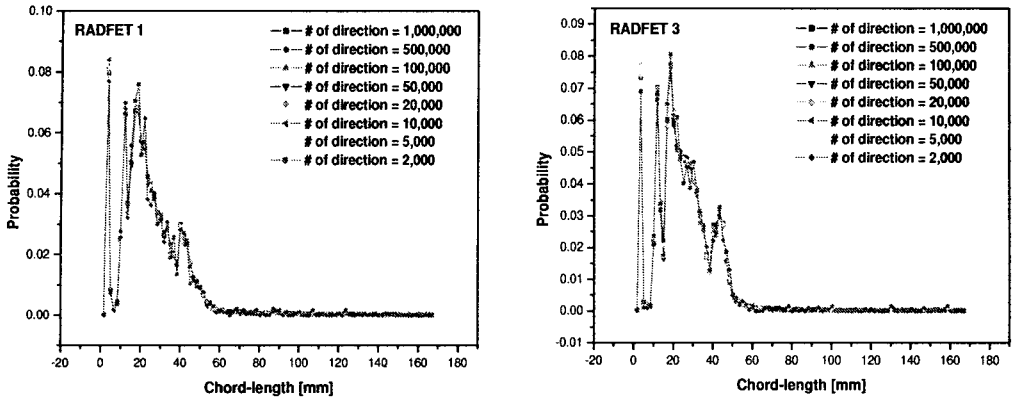 RADFET 1
# of direction = 1,000,000
# of direction = 500,000
# of direction = 100,000
# of direction = 50,000
# of direction = 20,000
# of direction = 10,000
# of direction = 5,000
# of direction = 2,000
0.10
0.08
0.06
0.04
0.02
0.00
Probability
-20 0 20 40 60 80 100 120 140 160 180
Chord-length [mm]
RADFET 3
# of direction = 1,000,000
# of direction = 500,000
# of direction = 100,000
# of direction = 50,000
# of direction = 20,000
# of direction = 10,000
# of direction = 5,000
# of direction = 2,000
0.09
0.08
0.07
0.06
0.05
0.04
0.03
0.02
0.01
0.00
-0.01
Probability
-20 0 20 40 60 80 100 120 140 160 180
Chord-length [mm]